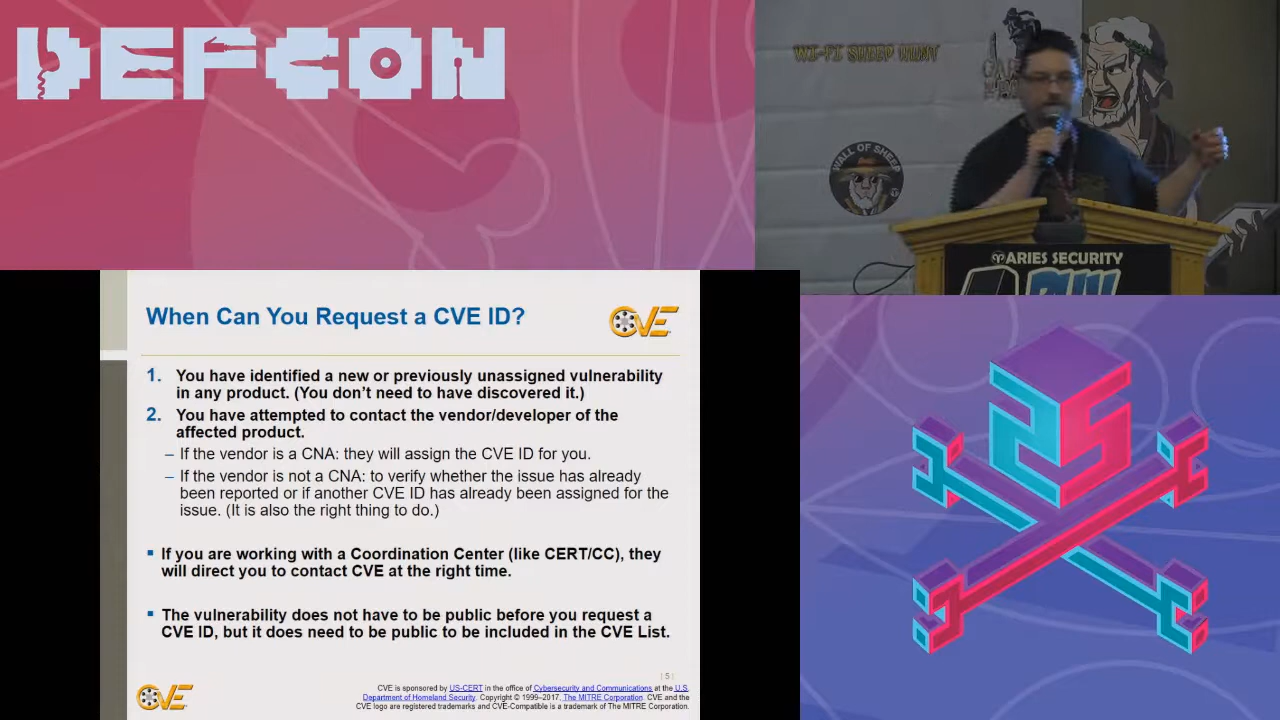 DEFCON
WI-FI SHEEP HUNT
WALL OF SHEEP
ARIES SECURITY
When Can You Request a CVE ID?
CVE
1. You have identified a new or previously unassigned vulnerability
in any product. (You don't need to have discovered it.)
2. You have attempted to contact the vendor/developer of the
affected product.
– If the vendor is a CNA: they will assign the CVE ID for you.
– If the vendor is not a CNA: to verify whether the issue has already
been reported or if another CVE ID has already been assigned for the
issue. (It is also the right thing to do.)
▪ If you are working with a Coordination Center (like CERT/CC), they
will direct you to contact CVE at the right time.
▪ The vulnerability does not have to be public before you request a
CVE ID, but it does need to be public to be included in the CVE List.
| 5 |
CVE
CVE is sponsored by US-CERT in the office of Cybersecurity and Communications at the U.S.
Department of Homeland Security. Copyright © 1999–2017, The MITRE Corporation. CVE and the
CVE logo are registered trademarks and CVE-Compatible is a trademark of The MITRE Corporation.
25